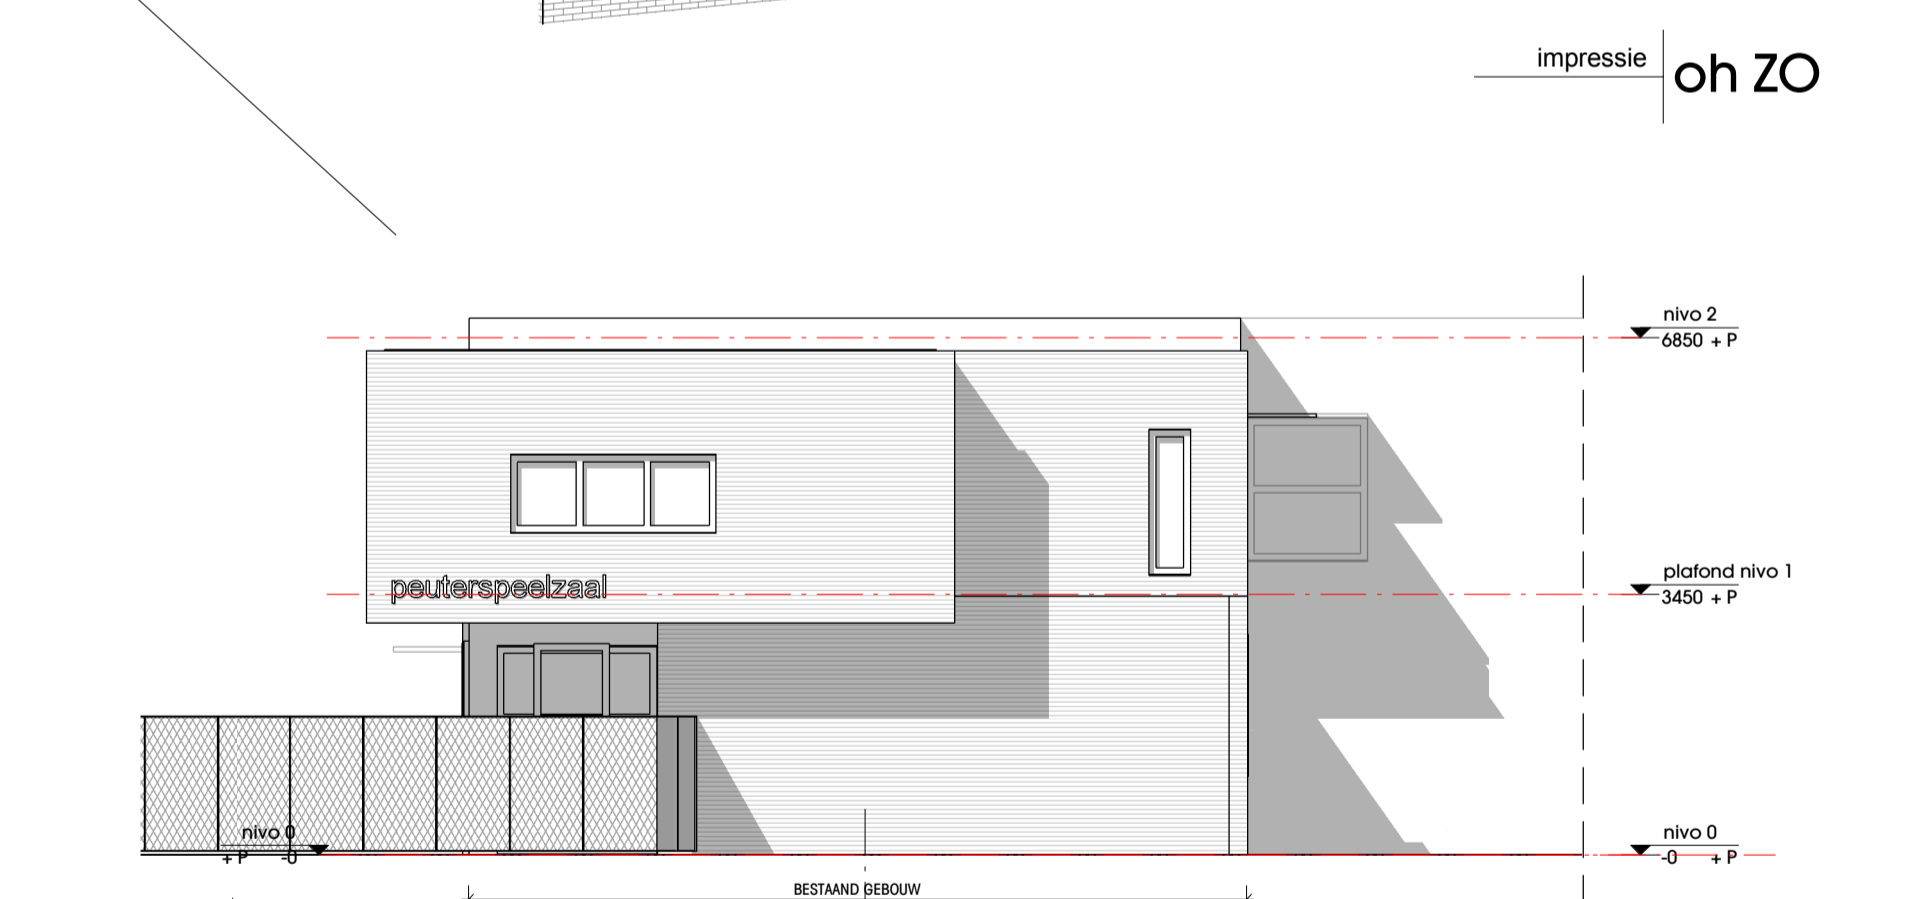 impressie
oh ZO
nivo 2
6850 + P
peuterspeelzaal
plafond nivo 1
3450 + P
nivo 0
+ P -0
nivo 0
-0 + P
BESTAAND GEBOUW